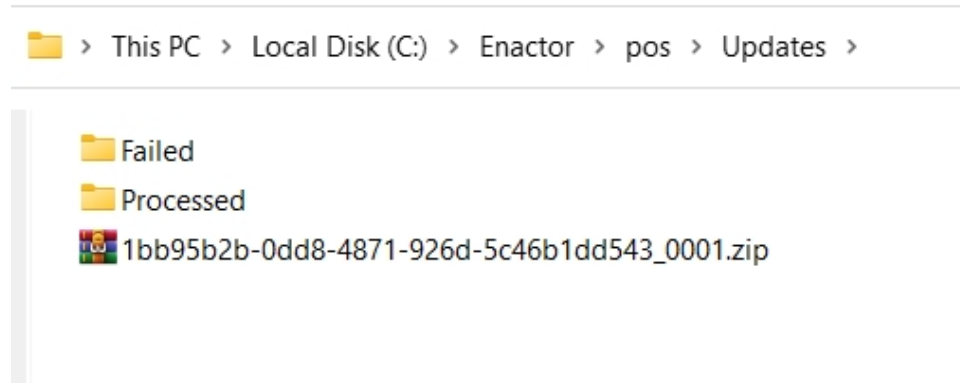 This PC > Local Disk (C:) > Enactor > pos > Updates >
Failed
Processed
1bb95b2b-0dd8-4871-926d-5c46b1dd543_0001.zip